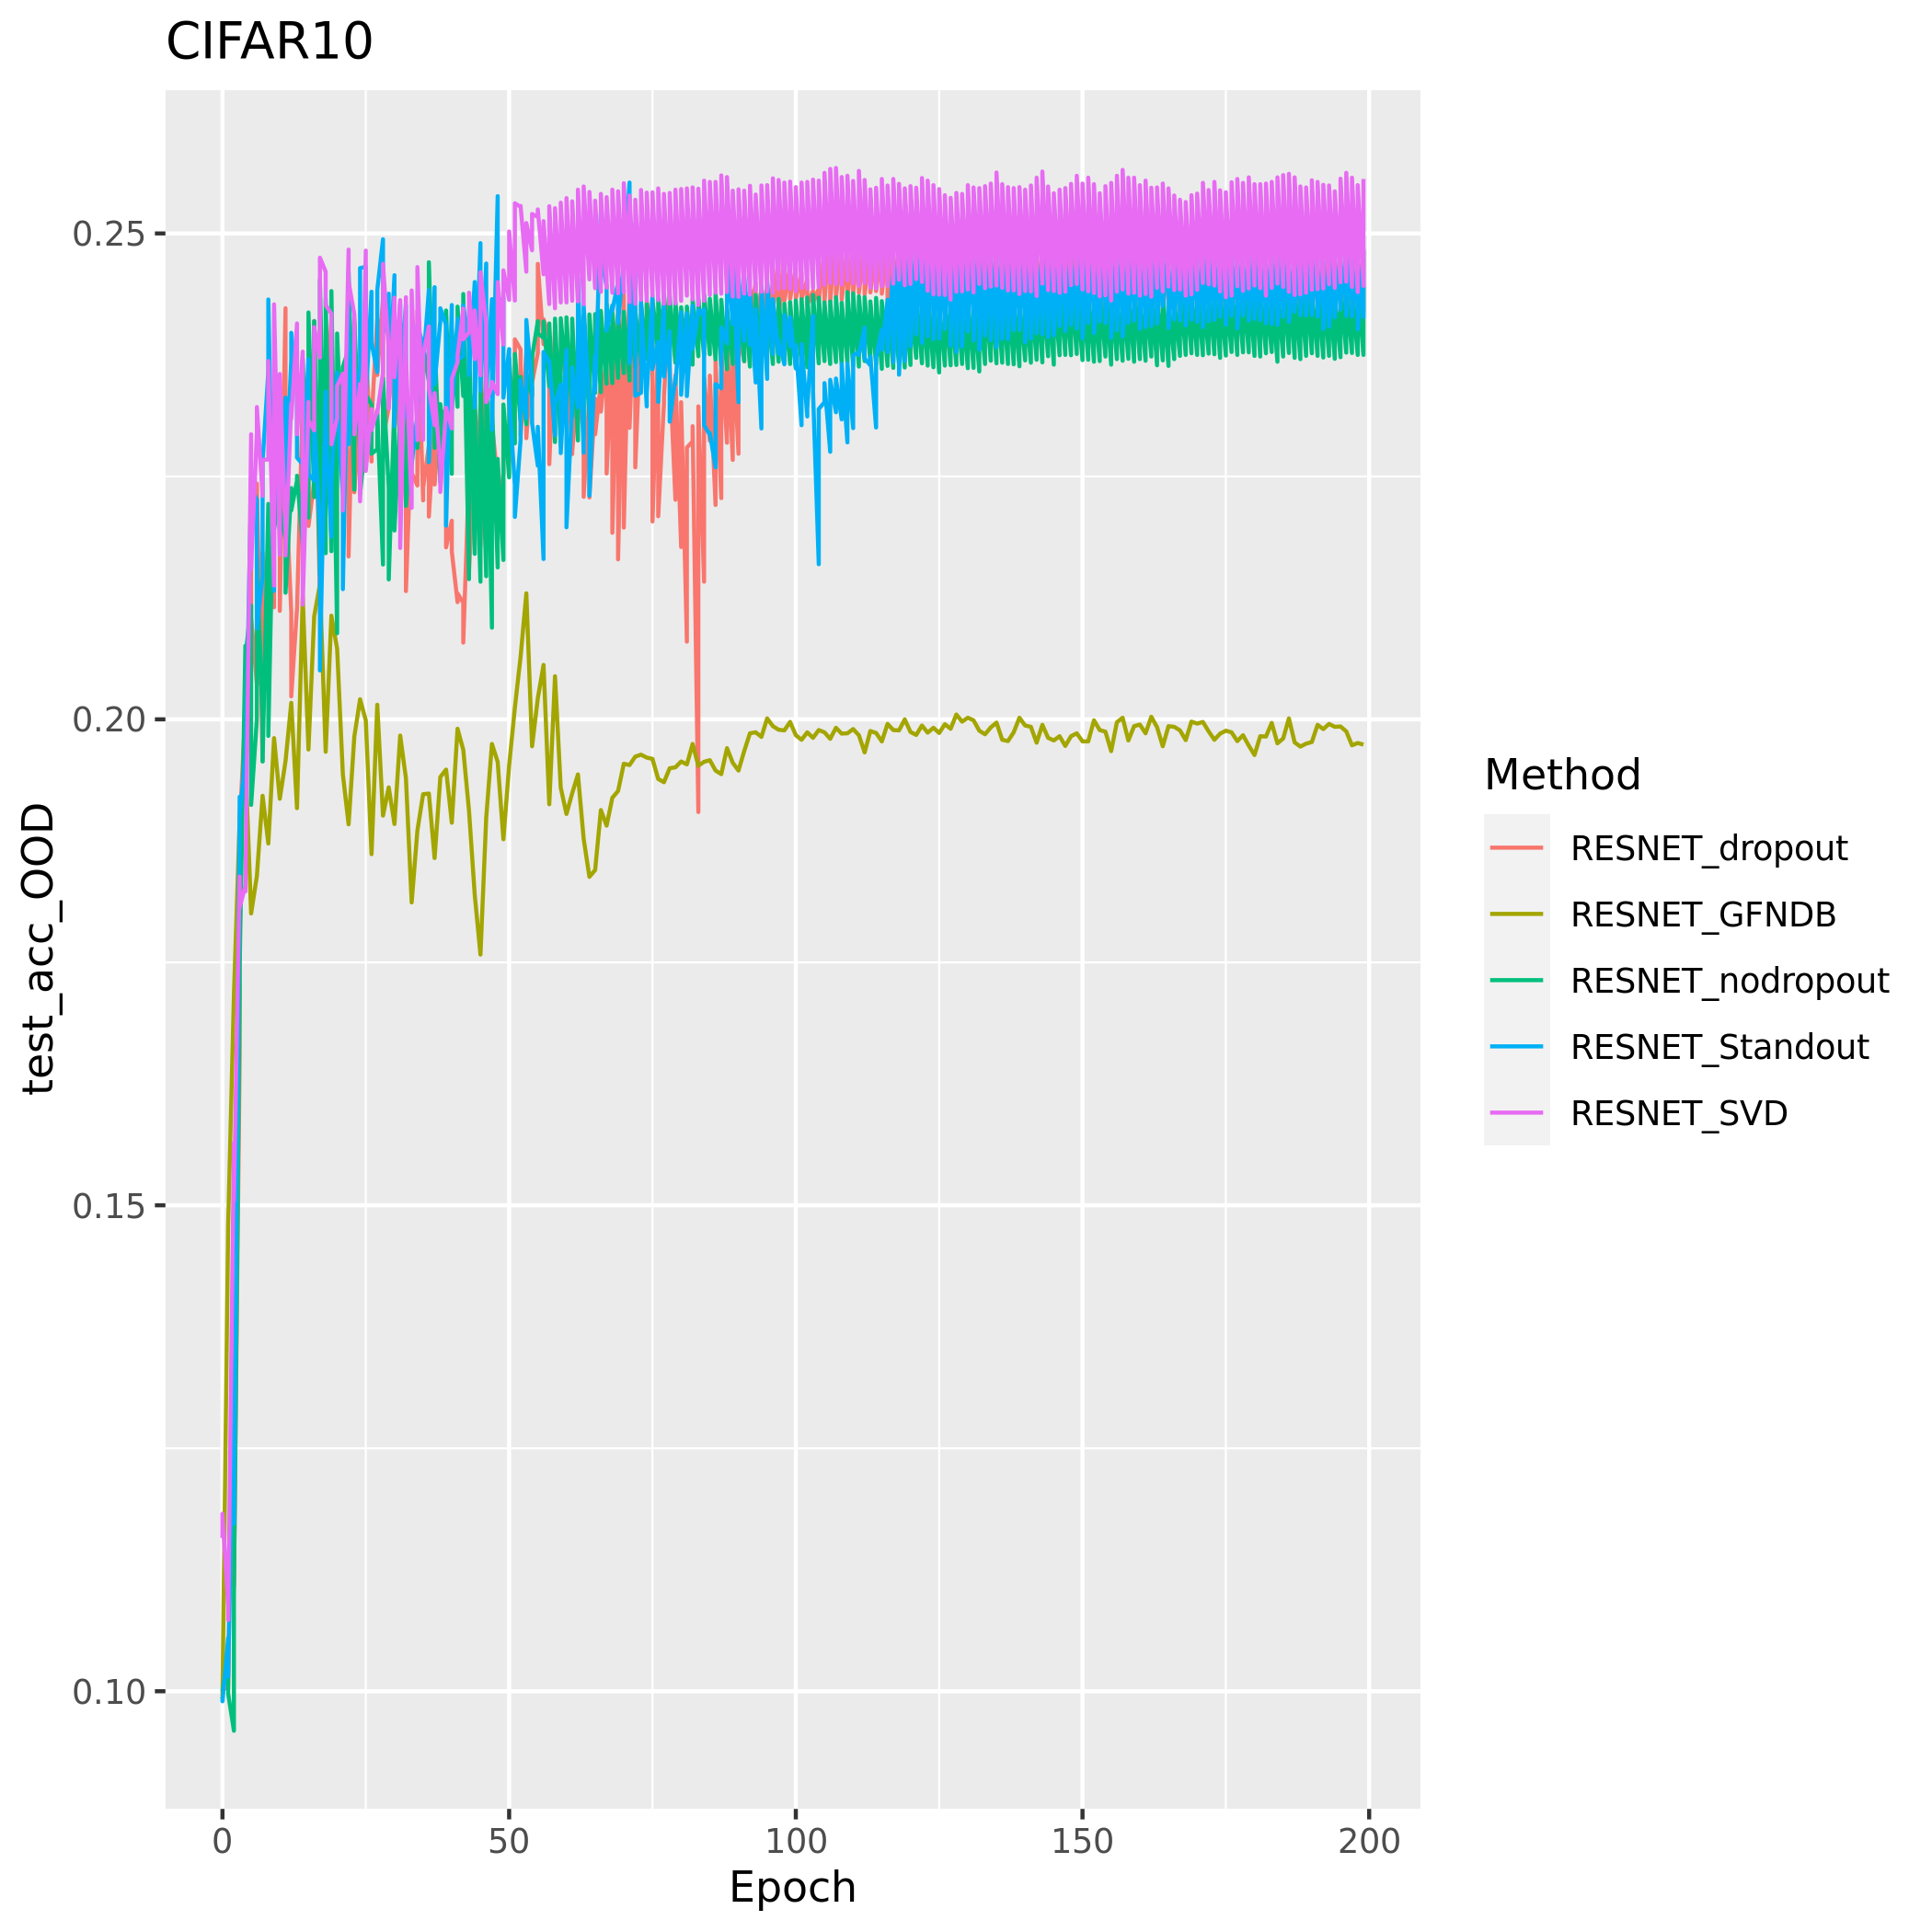 CIFAR10
0.25
0.20
0.15
0.10
test_acc_OOD
0 50 100 150 200
Epoch
Method
RESNET_dropout
RESNET_GFNDB
RESNET_nodropout
RESNET_Standout
RESNET_SVD